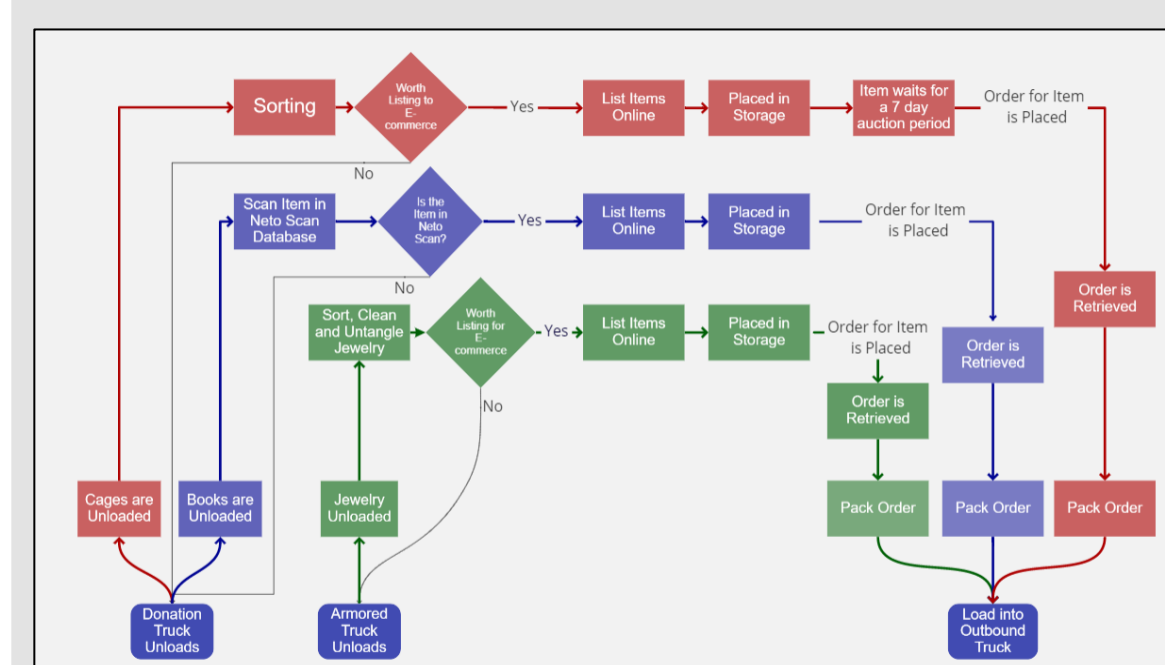 Sorting
Worth
Listing to
E-
commerce
Yes
List Items
Online
Placed in
Storage
Item waits for
a 7 day
auction period
Order for Item
is Placed
No
Scan Item in
Neto Scan
Database
Is the
Item in
Neto
Scan?
Yes
List Items
Online
Placed in
Storage
Order for Item
is Placed
No
Sort, Clean
and Untangle
Jewelry
Worth
Listing for
E-
commerce
Yes
List Items
Online
Placed in
Storage
Order for Item
is Placed
No
Order is
Retrieved
Order is
Retrieved
Order is
Retrieved
Cages are
Unloaded
Books are
Unloaded
Jewelry
Unloaded
Pack Order
Pack Order
Pack Order
Donation
Truck
Unloads
Armored
Truck
Unloads
Load into
Outbound
Truck